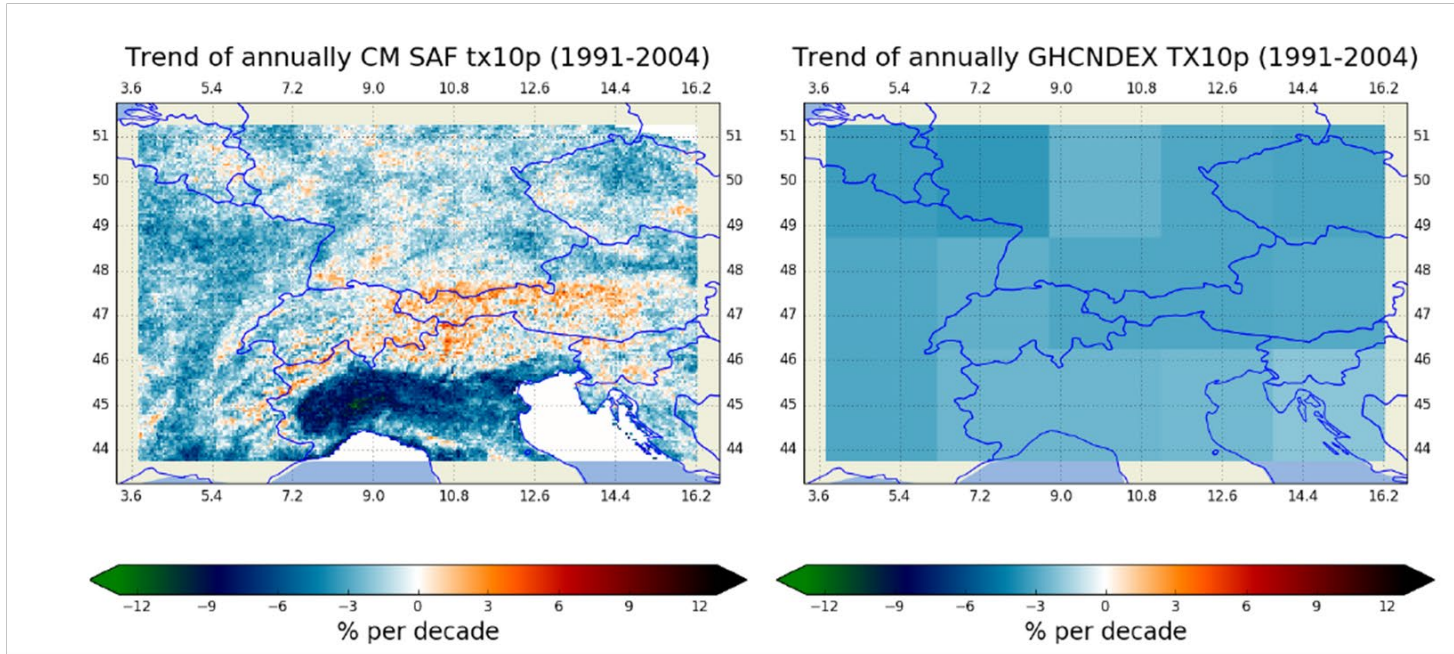 Trend of annually CM SAF tx10p (1991-2004)
3.6 5.4 7.2 9.0 10.8 12.6 14.4 16.2
51 51
50 50
49 49
48 48
47 47
46 46
45 45
44 44
3.6 5.4 7.2 9.0 10.8 12.6 14.4 16.2
−12 −9 −6 −3 0 3 6 9 12
% per decade
Trend of annually GHCNDEX TX10p (1991-2004)
3.6 5.4 7.2 9.0 10.8 12.6 14.4 16.2
51 51
50 50
49 49
48 48
47 47
46 46
45 45
44 44
3.6 5.4 7.2 9.0 10.8 12.6 14.4 16.2
−12 −9 −6 −3 0 3 6 9 12
% per decade